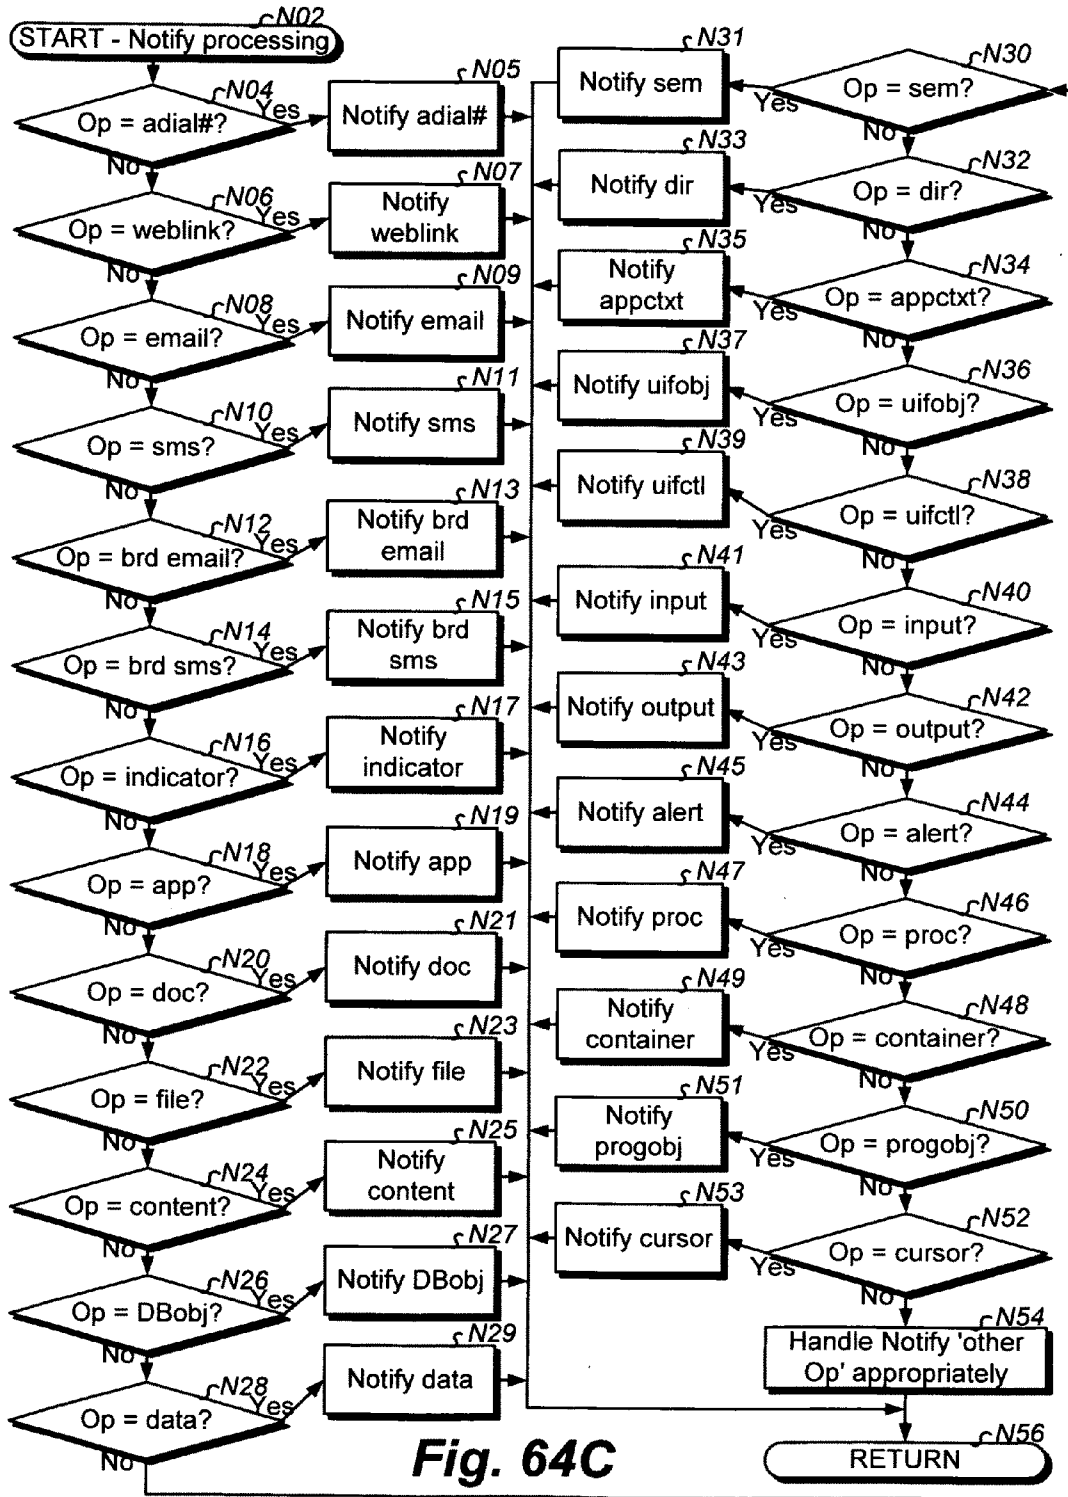 N02
START - Notify processing
N04
Op = adial#?
Yes
No
N05
Notify adial#
N06
Op = weblink?
Yes
No
N07
Notify
weblink
N08
Op = email?
Yes
No
N09
Notify email
N10
Op = sms?
Yes
No
N11
Notify sms
N12
Op = brd email?
Yes
No
N13
Notify brd
email
N14
Op = brd sms?
Yes
No
N15
Notify brd
sms
N16
Op = indicator?
Yes
No
N17
Notify
indicator
N18
Op = app?
Yes
No
N19
Notify app
N20
Op = doc?
Yes
No
N21
Notify doc
N22
Op = file?
Yes
No
N23
Notify file
N24
Op = content?
Yes
No
N25
Notify
content
N26
Op = DBobj?
Yes
No
N27
Notify DBobj
N28
Op = data?
Yes
No
N29
Notify data
N30
Op = sem?
Yes
No
N31
Notify sem
N32
Op = dir?
Yes
No
N33
Notify dir
N34
Op = appctxt?
Yes
No
N35
Notify
appctxt
N36
Op = uifobj?
Yes
No
N37
Notify uifobj
N38
Op = uifctl?
Yes
No
N39
Notify uifctl
N40
Op = input?
Yes
No
N41
Notify input
N42
Op = output?
Yes
No
N43
Notify output
N44
Op = alert?
Yes
No
N45
Notify alert
N46
Op = proc?
Yes
No
N47
Notify proc
N48
Op = container?
Yes
No
N49
Notify
container
N50
Op = progobj?
Yes
No
N51
Notify
progobj
N52
Op = cursor?
Yes
No
N53
Notify cursor
N54
Handle Notify 'other
Op' appropriately
N56
RETURN
Fig. 64C